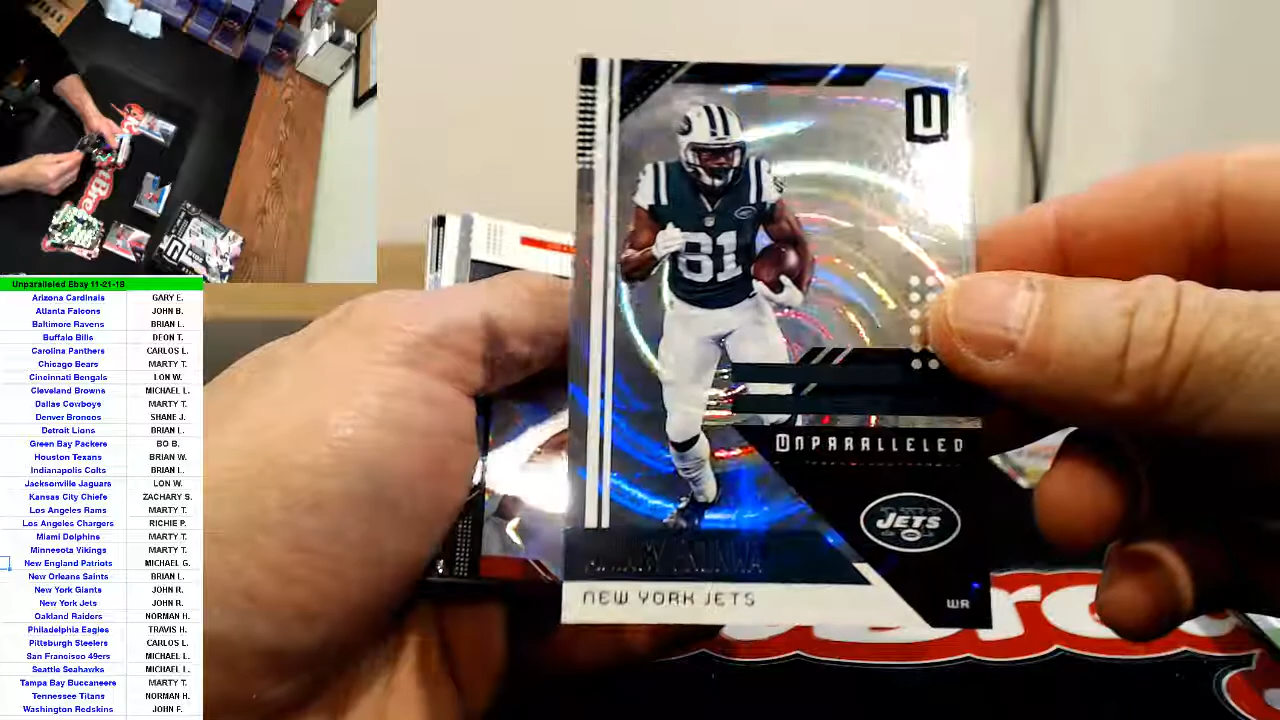 Unparalleled Ebay 11-21-18
Arizona Cardinals GARY E.
Atlanta Falcons JOHN B.
Baltimore Ravens BRIAN L.
Buffalo Bills DEON T.
Carolina Panthers CARLOS L.
Chicago Bears MARTY T.
Cincinnati Bengals LON W.
Cleveland Browns MICHAEL L.
Dallas Cowboys MARTY T.
Denver Broncos SHANE J.
Detroit Lions BRIAN L.
Green Bay Packers BO B.
Houston Texans BRIAN W.
Indianapolis Colts BRIAN L.
Jacksonville Jaguars LON W.
Kansas City Chiefs ZACHARY S.
Los Angeles Rams MARTY T.
Los Angeles Chargers RICHIE P.
Miami Dolphins MARTY T.
Minnesota Vikings MARTY T.
New England Patriots MICHAEL G.
New Orleans Saints BRIAN L.
New York Giants JOHN R.
New York Jets JOHN R.
Oakland Raiders NORMAN H.
Philadelphia Eagles TRAVIS H.
Pittsburgh Steelers CARLOS L.
San Francisco 49ers MICHAEL L.
Seattle Seahawks MICHAEL L.
Tampa Bay Buccaneers MARTY T.
Tennessee Titans NORMAN H.
Washington Redskins JOHN F.
U
81
UNPARALLELED
JETS
NEW YORK JETS
WR